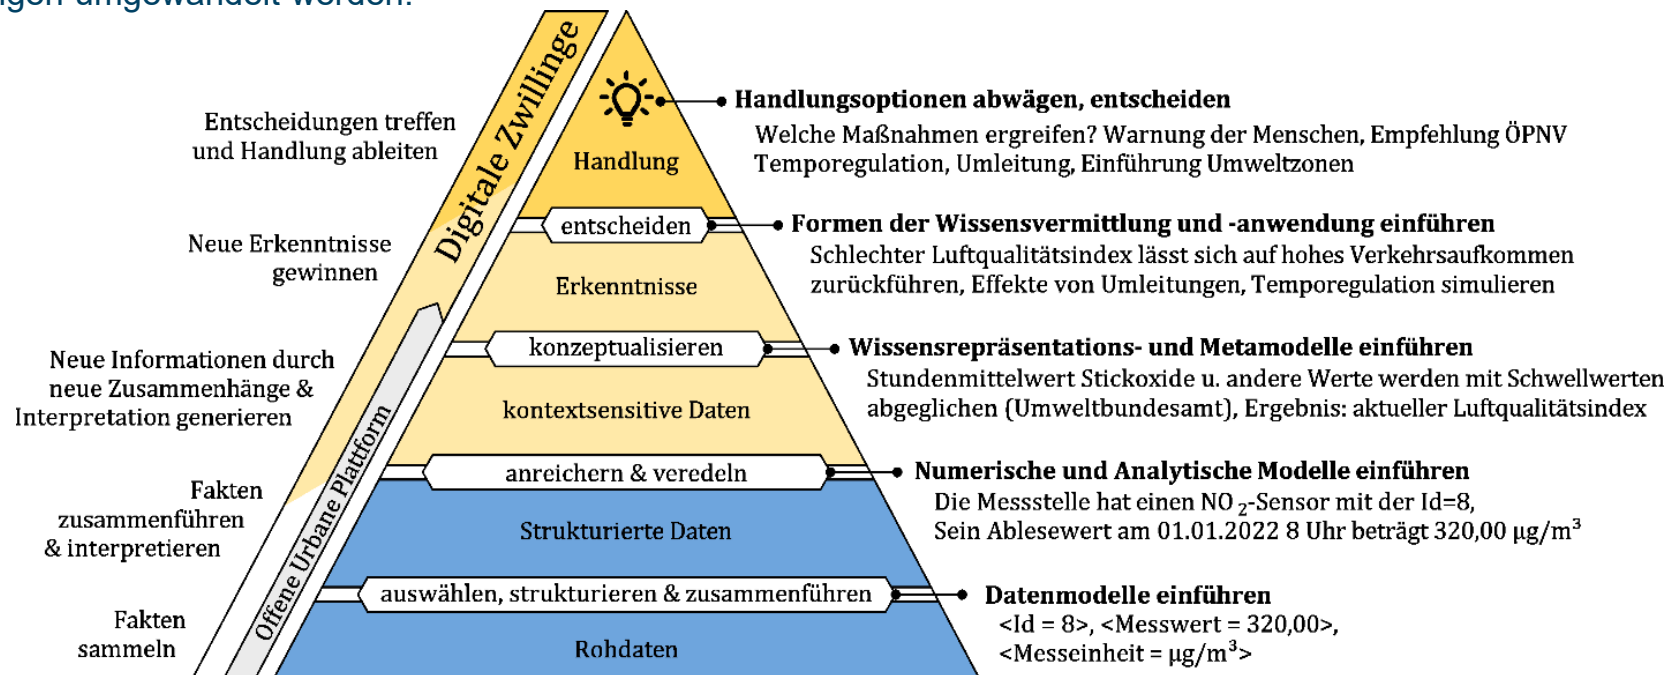 umgewandelt werden.
Digitale Zwillinge
Offene Urbane Plattform
Entscheidungen treffen
und Handlung ableiten
Neue Erkenntnisse
gewinnen
Neue Informationen durch
neue Zusammenhänge &
Interpretation generieren
Fakten
zusammenführen
& interpretieren
Fakten
sammeln
Handlung
entscheiden
Erkenntnisse
konzeptualisieren
kontextsensitive Daten
anreichern & veredeln
Strukturierte Daten
auswählen, strukturieren & zusammenführen
Rohdaten
Handlungsoptionen abwägen, entscheiden
Welche Maßnahmen ergreifen? Warnung der Menschen, Empfehlung ÖPNV
Temporegulation, Umleitung, Einführung Umweltzonen
Formen der Wissensvermittlung und -anwendung einführen
Schlechter Luftqualitätsindex lässt sich auf hohes Verkehrsaufkommen
zurückführen, Effekte von Umleitungen, Temporegulation simulieren
Wissensrepräsentations- und Metamodelle einführen
Stundenmittelwert Stickoxide u. andere Werte werden mit Schwellwerten
abgeglichen (Umweltbundesamt), Ergebnis: aktueller Luftqualitätsindex
Numerische und Analytische Modelle einführen
Die Messstelle hat einen NO₂-Sensor mit der Id=8,
Sein Ablesewert am 01.01.2022 8 Uhr beträgt 320,00 µg/m³
Datenmodelle einführen
<Id = 8>, <Messwert = 320,00>,
<Messeinheit = µg/m³>